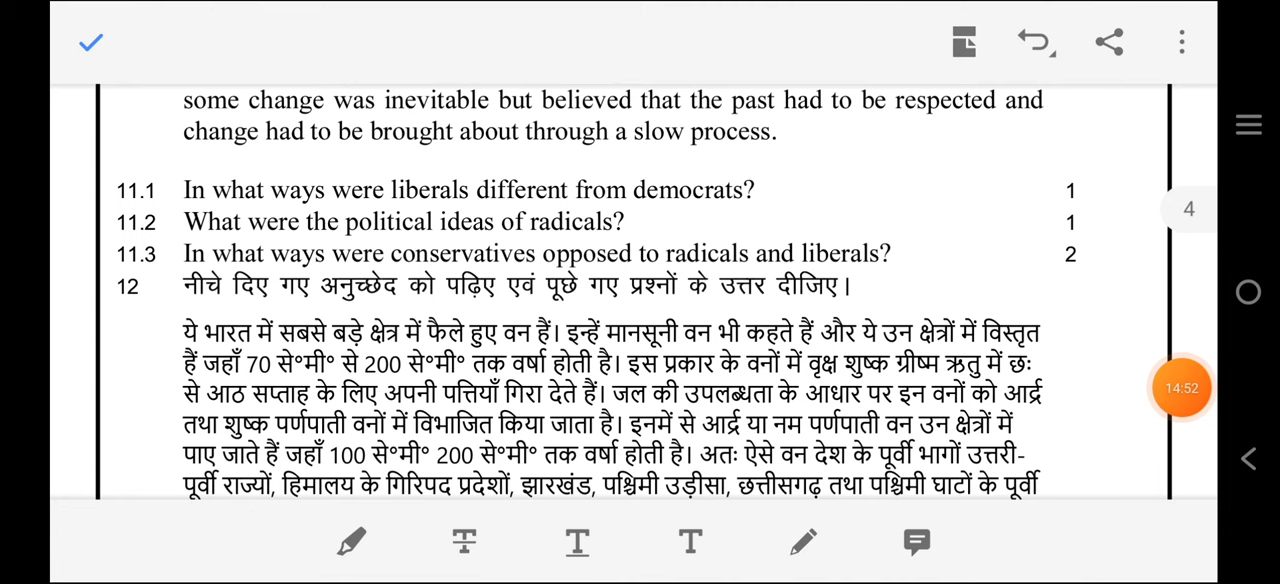 some change was inevitable but believed that the past had to be respected and
change had to be brought about through a slow process.
11.1 In what ways were liberals different from democrats? 1
11.2 What were the political ideas of radicals? 1
11.3 In what ways were conservatives opposed to radicals and liberals? 2
12 नीचे दिए गए अनुच्छेद को पढ़िए एवं पूछे गए प्रश्नों के उत्तर दीजिए।
ये भारत में सबसे बड़े क्षेत्र में फैले हुए वन हैं। इन्हें मानसूनी वन भी कहते हैं और ये उन क्षेत्रों में विस्तृत
हैं जहाँ 70 से॰मी॰ से 200 से॰मी॰ तक वर्षा होती है। इस प्रकार के वनों में वृक्ष शुष्क ग्रीष्म ऋतु में छः
से आठ सप्ताह के लिए अपनी पत्तियाँ गिरा देते हैं। जल की उपलब्धता के आधार पर इन वनों को आर्द्र
तथा शुष्क पर्णपाती वनों में विभाजित किया जाता है। इनमें से आर्द्र या नम पर्णपाती वन उन क्षेत्रों में
पाए जाते हैं जहाँ 100 से॰मी॰ 200 से॰मी॰ तक वर्षा होती है। अतः ऐसे वन देश के पूर्वी भागों उत्तरी-
पूर्वी राज्यों, हिमालय के गिरिपद प्रदेशों, झारखंड, पश्चिमी उड़ीसा, छत्तीसगढ़ तथा पश्चिमी घाटों के पूर्वी
4
14:52